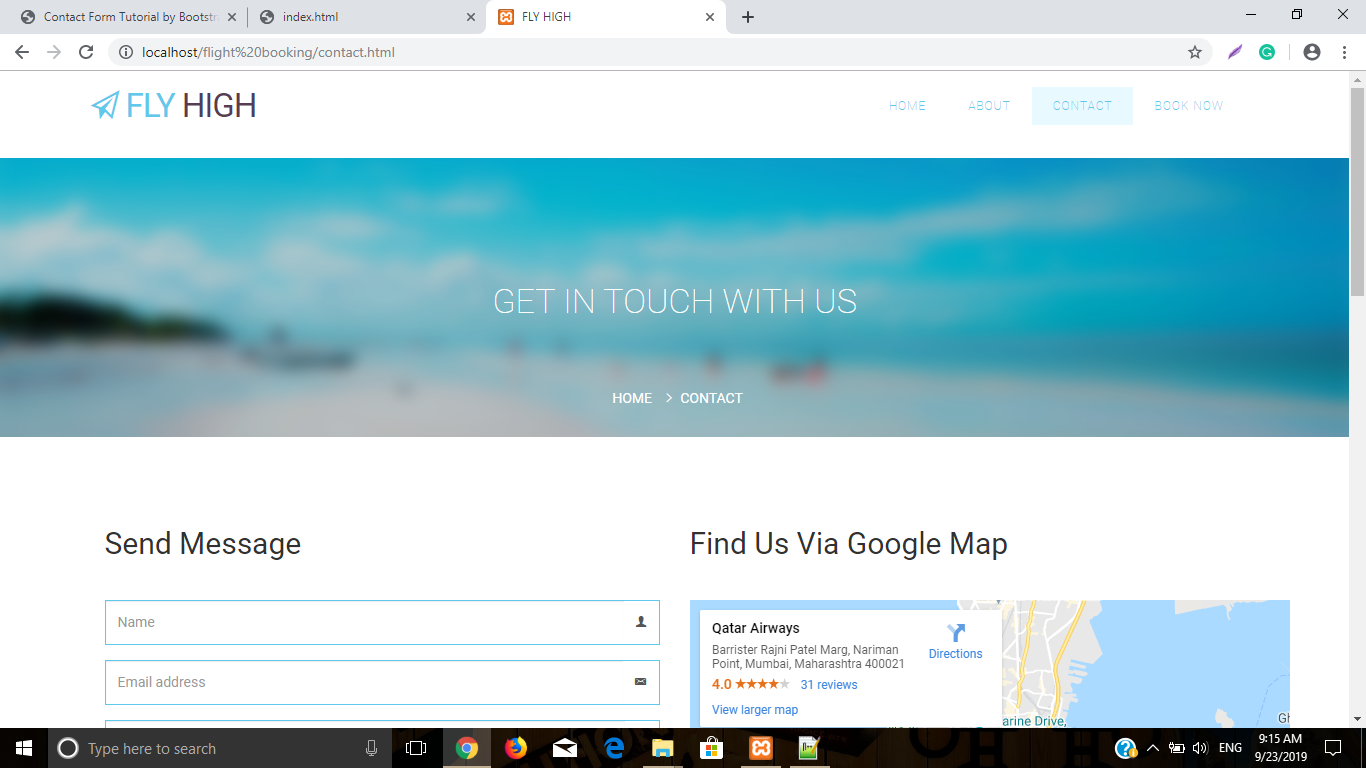 Contact Form Tutorial by Bootstr
index.html
FLY HIGH
localhost/flight%20booking/contact.html
FLY HIGH
HOME
ABOUT
CONTACT
BOOK NOW
GET IN TOUCH WITH US
HOME > CONTACT
Send Message
Find Us Via Google Map
Name
Email address
Qatar Airways
Barrister Rajni Patel Marg, Nariman
Point, Mumbai, Maharashtra 400021
4.0 ★★★★★ 31 reviews
View larger map
Directions
arine Drive,
Gh
Type here to search
ENG
9:15 AM
9/23/2019